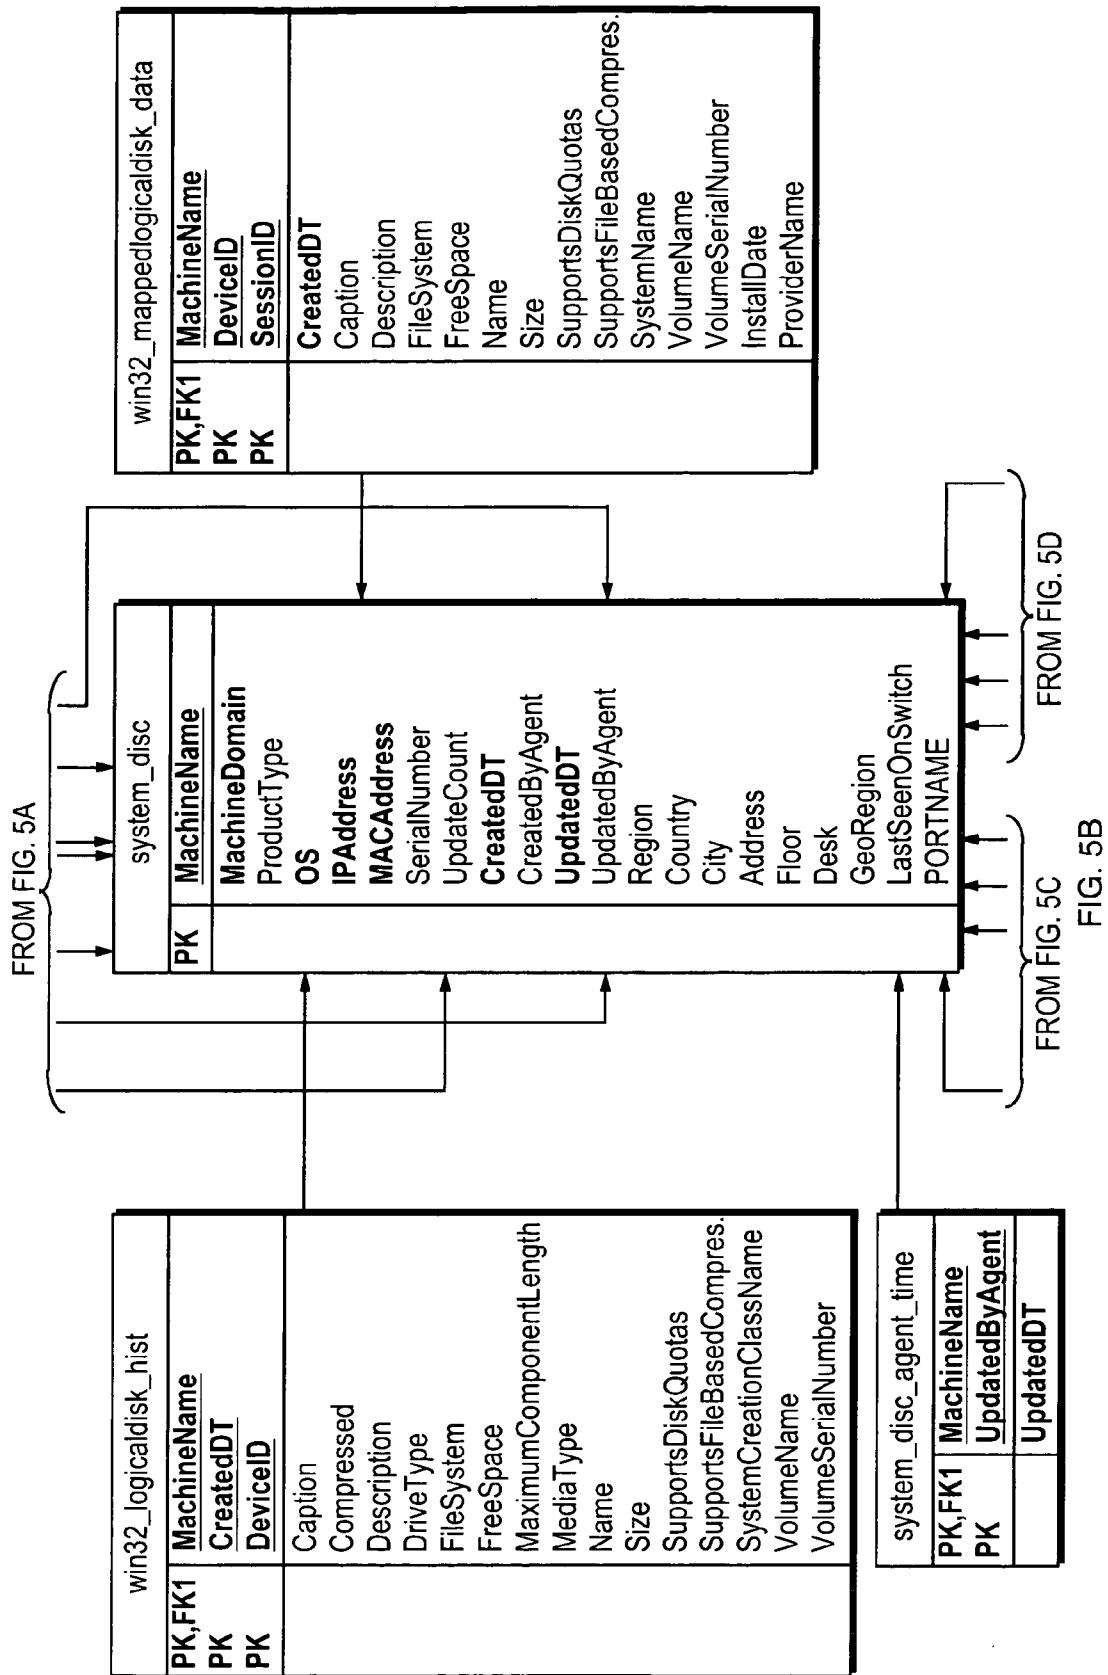 FROM FIG. 5A
win32_logicaldisk_hist
PK,FK1 MachineName
PK CreatedDT
PK DeviceID
Caption
Compressed
Description
DriveType
FileSystem
FreeSpace
MaximumComponentLength
MediaType
Name
Size
SupportsDiskQuotas
SupportsFileBasedCompres.
SystemCreationClassName
VolumeName
VolumeSerialNumber
system_disc_agent_time
PK,FK1 MachineName
PK UpdatedByAgent
UpdatedDT
system_disc
PK MachineName
MachineDomain
ProductType
OS
IPAddress
MACAddress
SerialNumber
UpdateCount
CreatedDT
CreatedByAgent
UpdatedDT
UpdatedByAgent
Region
Country
City
Address
Floor
Desk
GeoRegion
LastSeenOnSwitch
PORTNAME
win32_mappedlogicaldisk_data
PK,FK1 MachineName
PK DeviceID
PK SessionID
CreatedDT
Caption
Description
FileSystem
FreeSpace
Name
Size
SupportsDiskQuotas
SupportsFileBasedCompres.
SystemName
VolumeName
VolumeSerialNumber
InstallDate
ProviderName
FROM FIG. 5C
FROM FIG. 5D
FIG. 5B